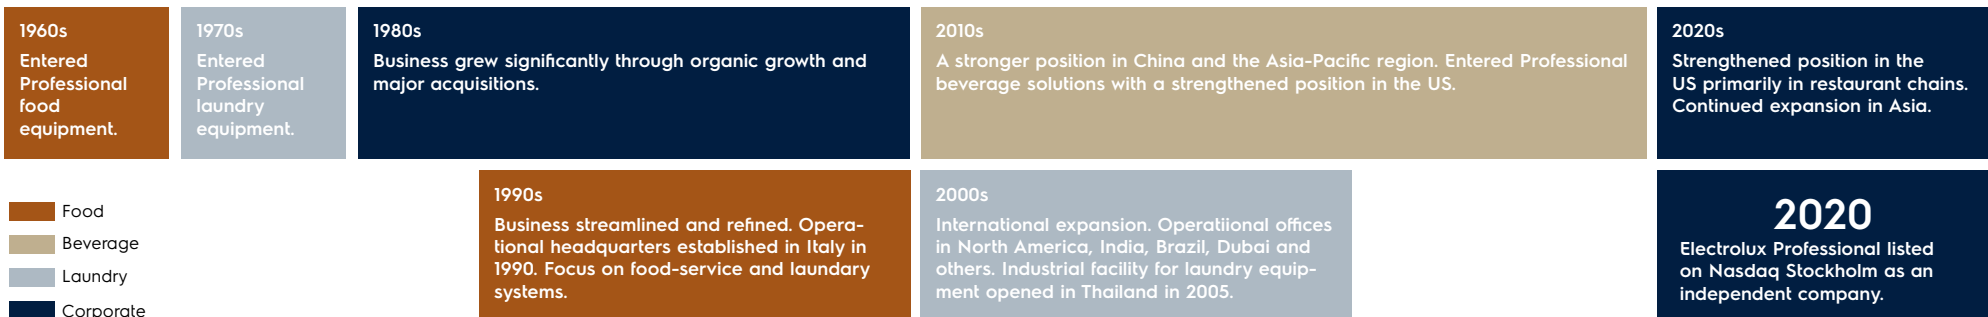 1960s
Entered
Professional
food
equipment.
1970s
Entered
Professional
laundry
equipment.
1980s
Business grew significantly through organic growth and
major acquisitions.
2010s
A stronger position in China and the Asia-Pacific region. Entered Professional
beverage solutions with a strengthened position in the US.
2020s
Strengthened position in the
US primarily in restaurant chains.
Continued expansion in Asia.
Food
Beverage
Laundry
Corporate
1990s
Business streamlined and refined. Opera-
tional headquarters established in Italy in
1990. Focus on food-service and laundary
systems.
2000s
International expansion. Operatiional offices
in North America, India, Brazil, Dubai and
others. Industrial facility for laundry equip-
ment opened in Thailand in 2005.
2020
Electrolux Professional listed
on Nasdaq Stockholm as an
independent company.